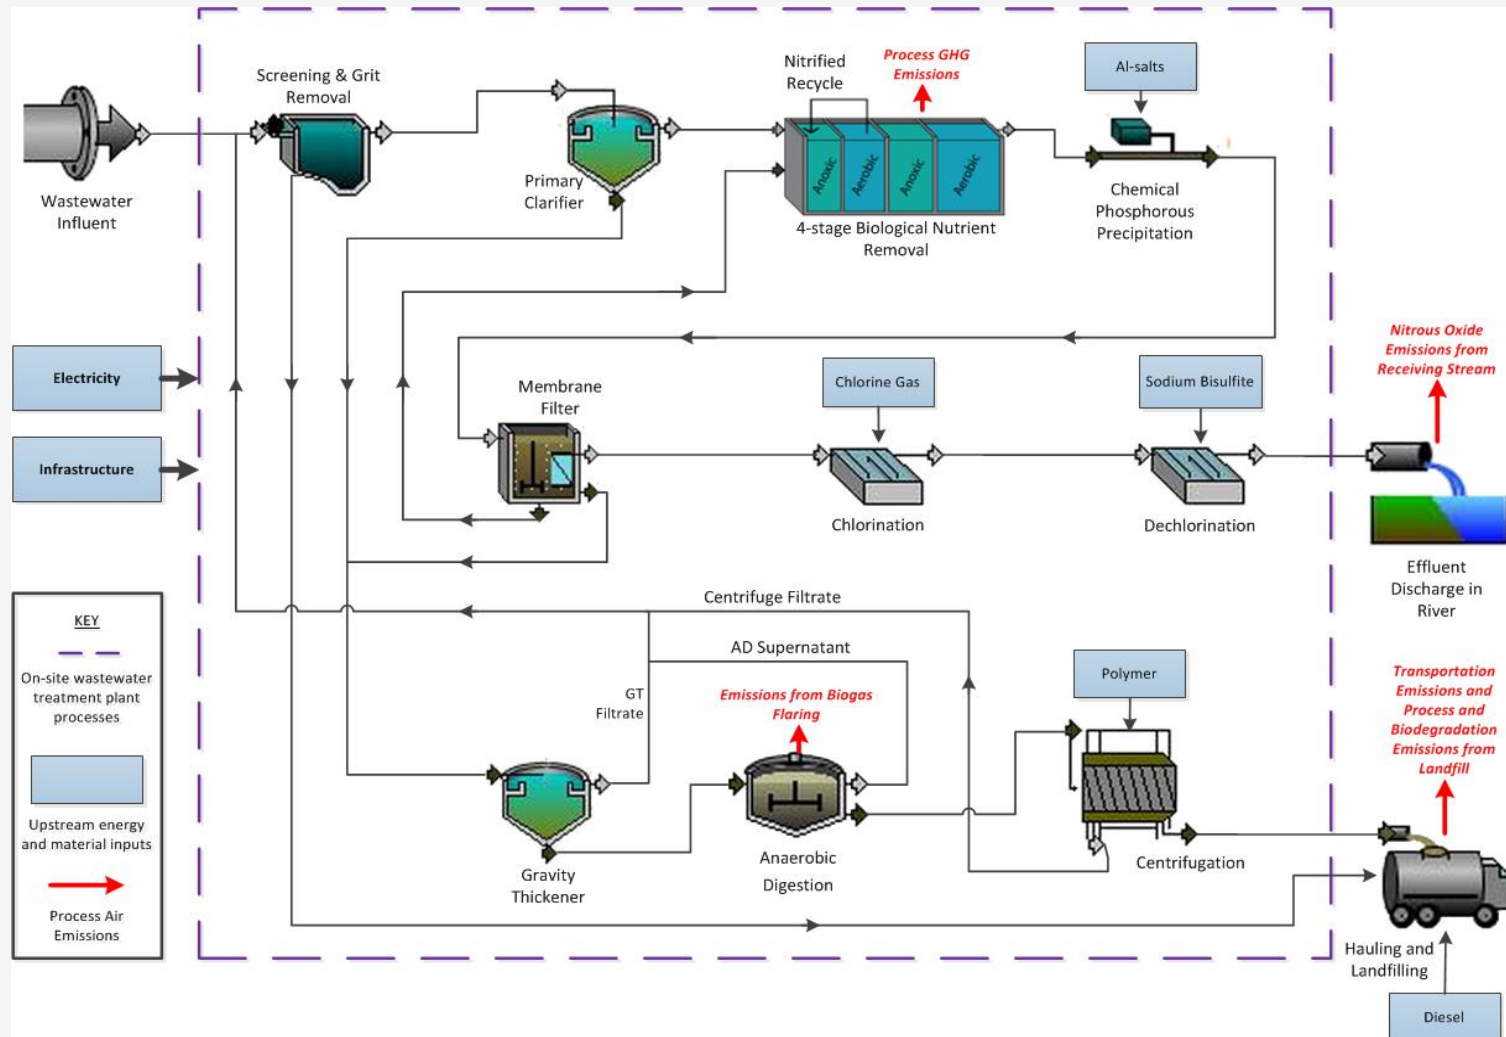 Wastewater
Influent
Screening & Grit
Removal
Primary
Clarifier
Nitrified
Recycle
Process GHG
Emissions
Anoxic
Aerobic
Anoxic
Aerobic
4-stage Biological Nutrient
Removal
Al-salts
Chemical
Phosphorous
Precipitation
Electricity
Infrastructure
Membrane
Filter
Chlorine Gas
Chlorination
Sodium Bisulfite
Dechlorination
Nitrous Oxide
Emissions from
Receiving Stream
Effluent
Discharge in
River
KEY
On-site wastewater
treatment plant
processes
Upstream energy
and material inputs
Process Air
Emissions
Centrifuge Filtrate
AD Supernatant
GT
Filtrate
Emissions from Biogas
Flaring
Gravity
Thickener
Anaerobic
Digestion
Polymer
Centrifugation
Transportation
Emissions and
Process and
Biodegradation
Emissions from
Landfill
Hauling and
Landfilling
Diesel